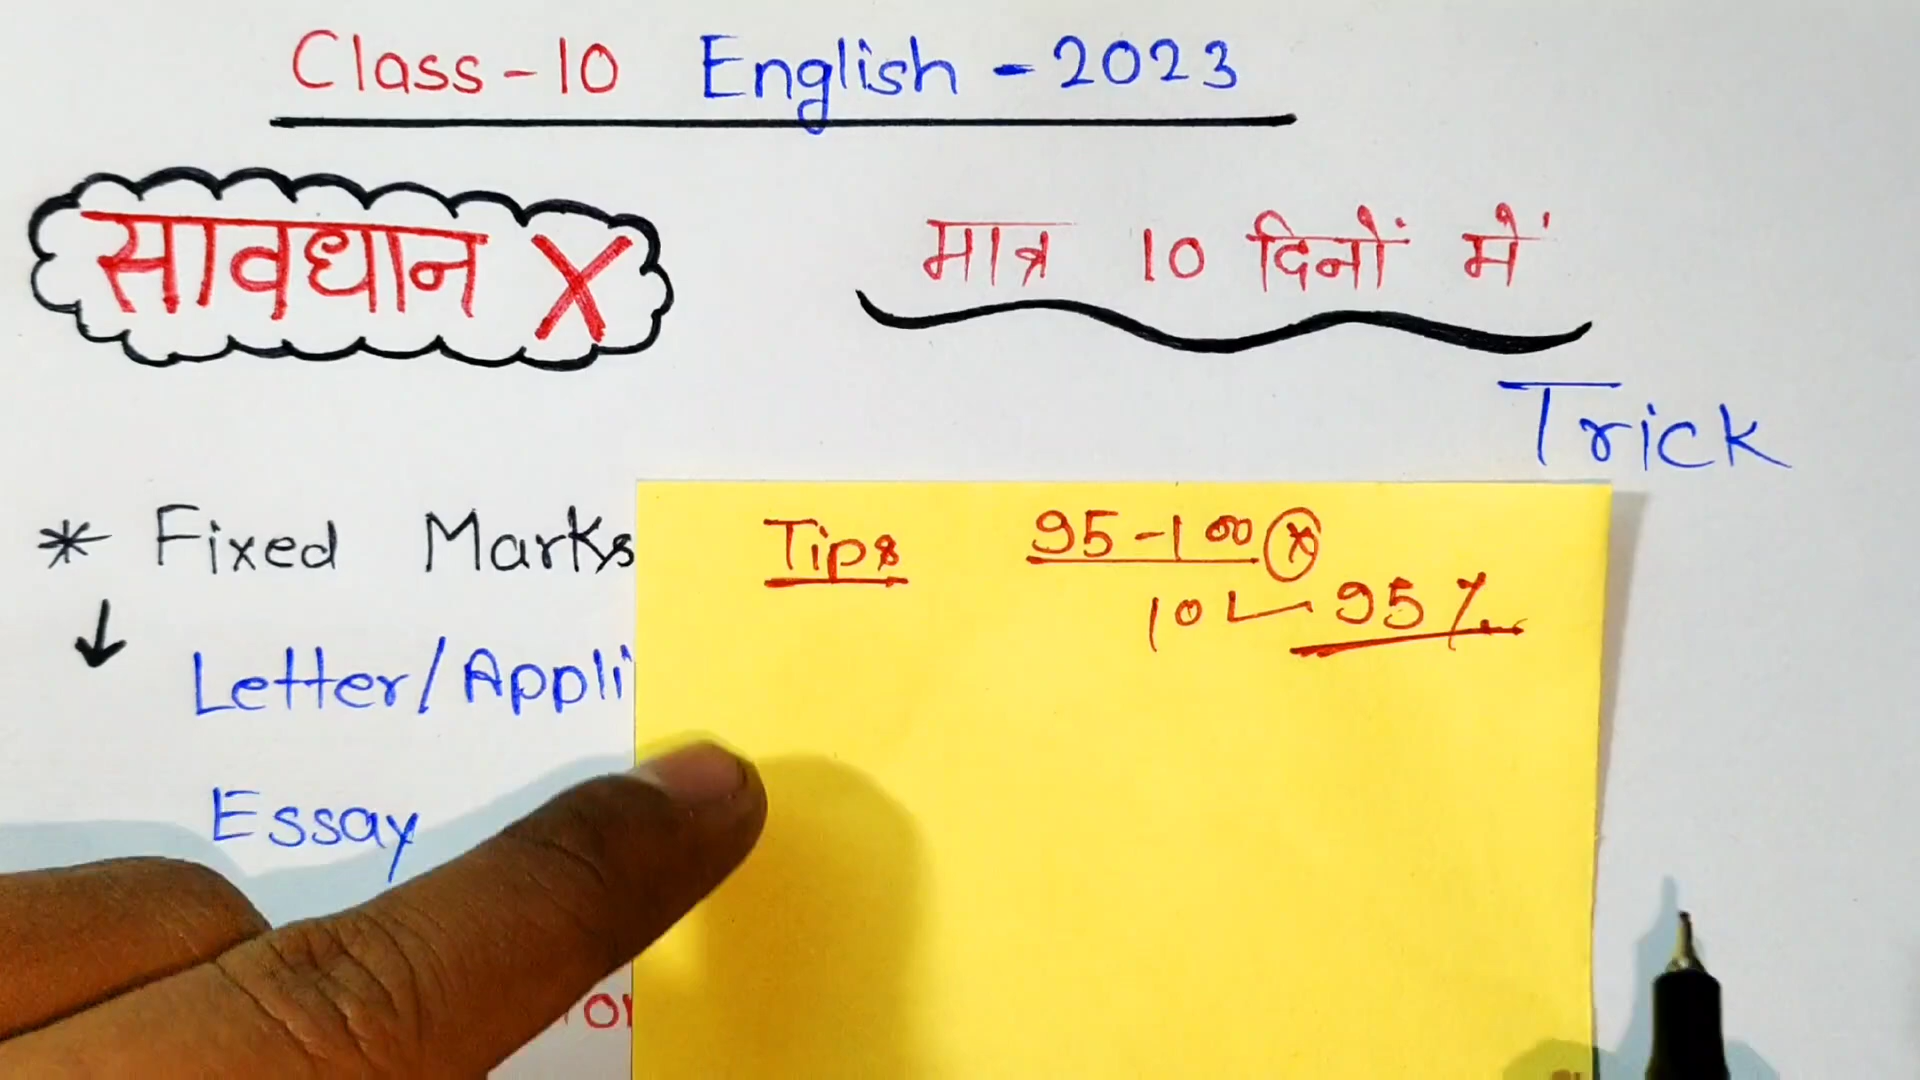 Class-10 English - 2023
सावधान X
मात्र 10 दिनों में
Trick
* Fixed Marks
↓ Letter/Appli
Essay
Tips 95-100 *
10 95%